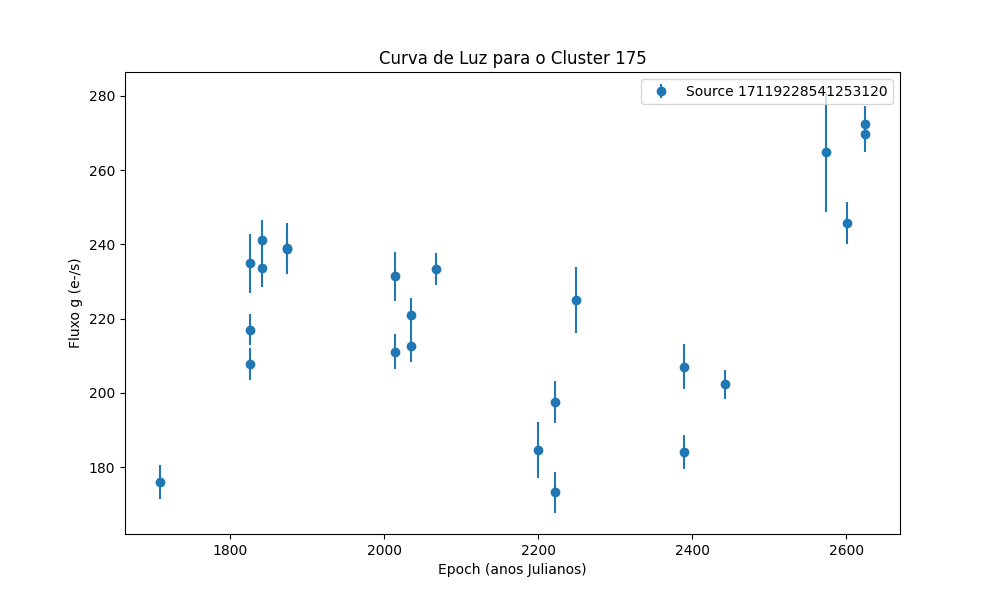 Curva de Luz para o Cluster 175
Source 17119228541253120
280
260
240
220
200
180
Fluxo g (e-/s)
1800 2000 2200 2400 2600
Epoch (anos Julianos)